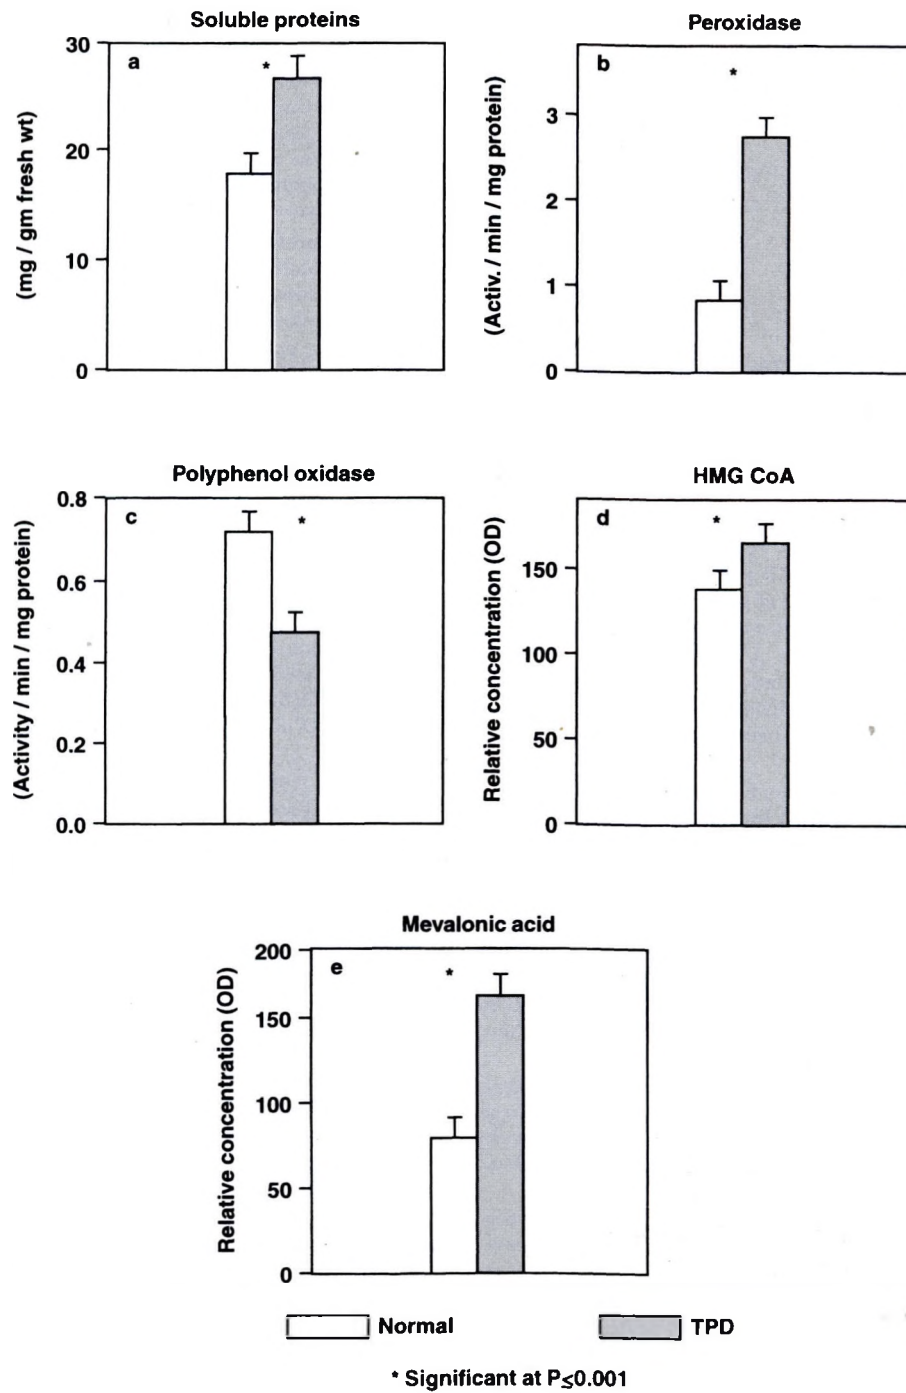 Soluble proteins
a
*
(mg / gm fresh wt)
30
20
10
0
Peroxidase
b
*
(Activ. / min / mg protein)
3
2
1
0
Polyphenol oxidase
c
*
(Activity / min / mg protein)
0.8
0.6
0.4
0.2
0.0
HMG CoA
d
*
Relative concentration (OD)
150
100
50
0
Mevalonic acid
e
*
Relative concentration (OD)
200
150
100
50
0
Normal
TPD
* Significant at P≤0.001